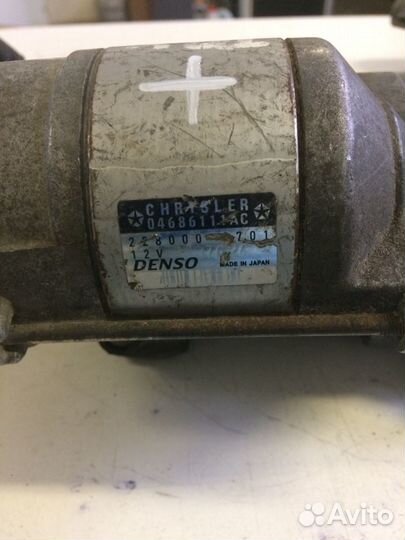 CHRYSLER
04686111AC
228000 701
12V
DENSO MADE IN JAPAN
Avito